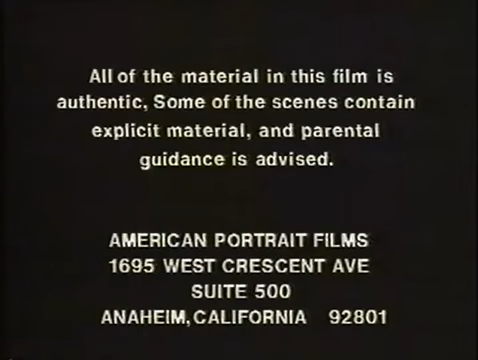 All of the material in this film is
authentic, Some of the scenes contain
explicit material, and parental
guidance is advised.
AMERICAN PORTRAIT FILMS
1695 WEST CRESCENT AVE
SUITE 500
ANAHEIM, CALIFORNIA 92801